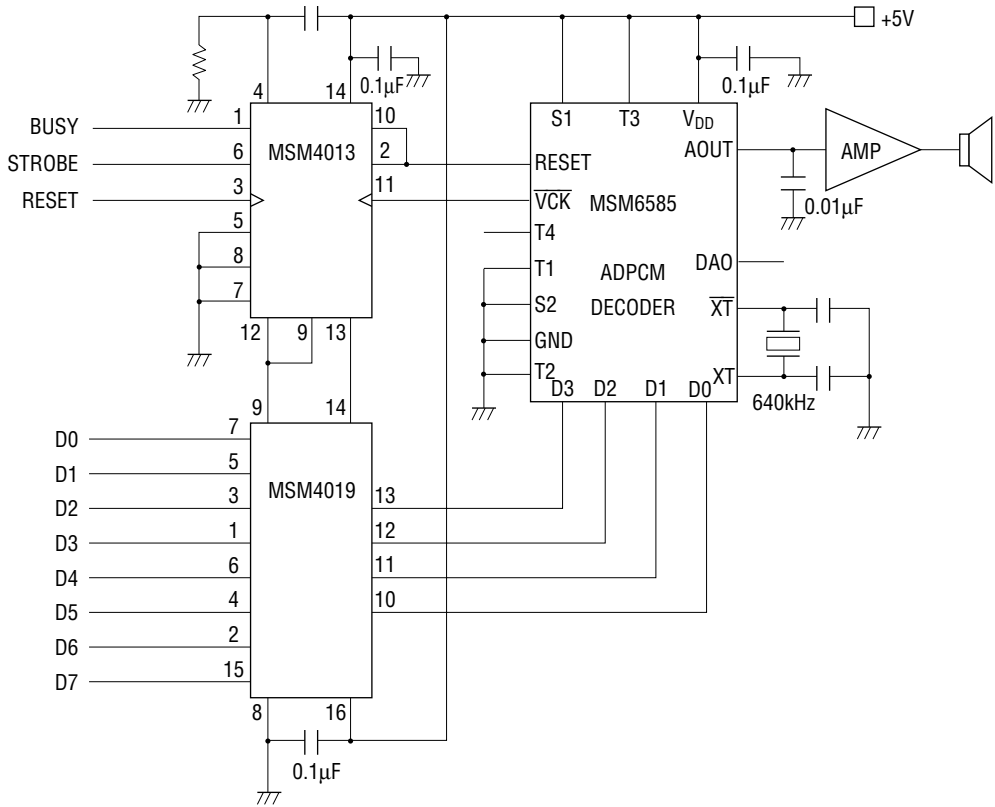 +5V
0.1μF
0.1μF
4
14
BUSY
1
10
S1
T3
VDD
MSM4013
AOUT
AMP
STROBE
6
2
RESET
RESET
3
11
VCK
MSM6585
0.01μF
5
T4
8
T1
ADPCM
DAO
7
S2
DECODER
XT
12
9
13
GND
T2
XT
D3
D2
D1
D0
640kHz
9
14
D0
7
D1
5
MSM4019
D2
3
13
D3
1
12
D4
6
11
D5
4
10
D6
2
D7
15
8
16
0.1μF